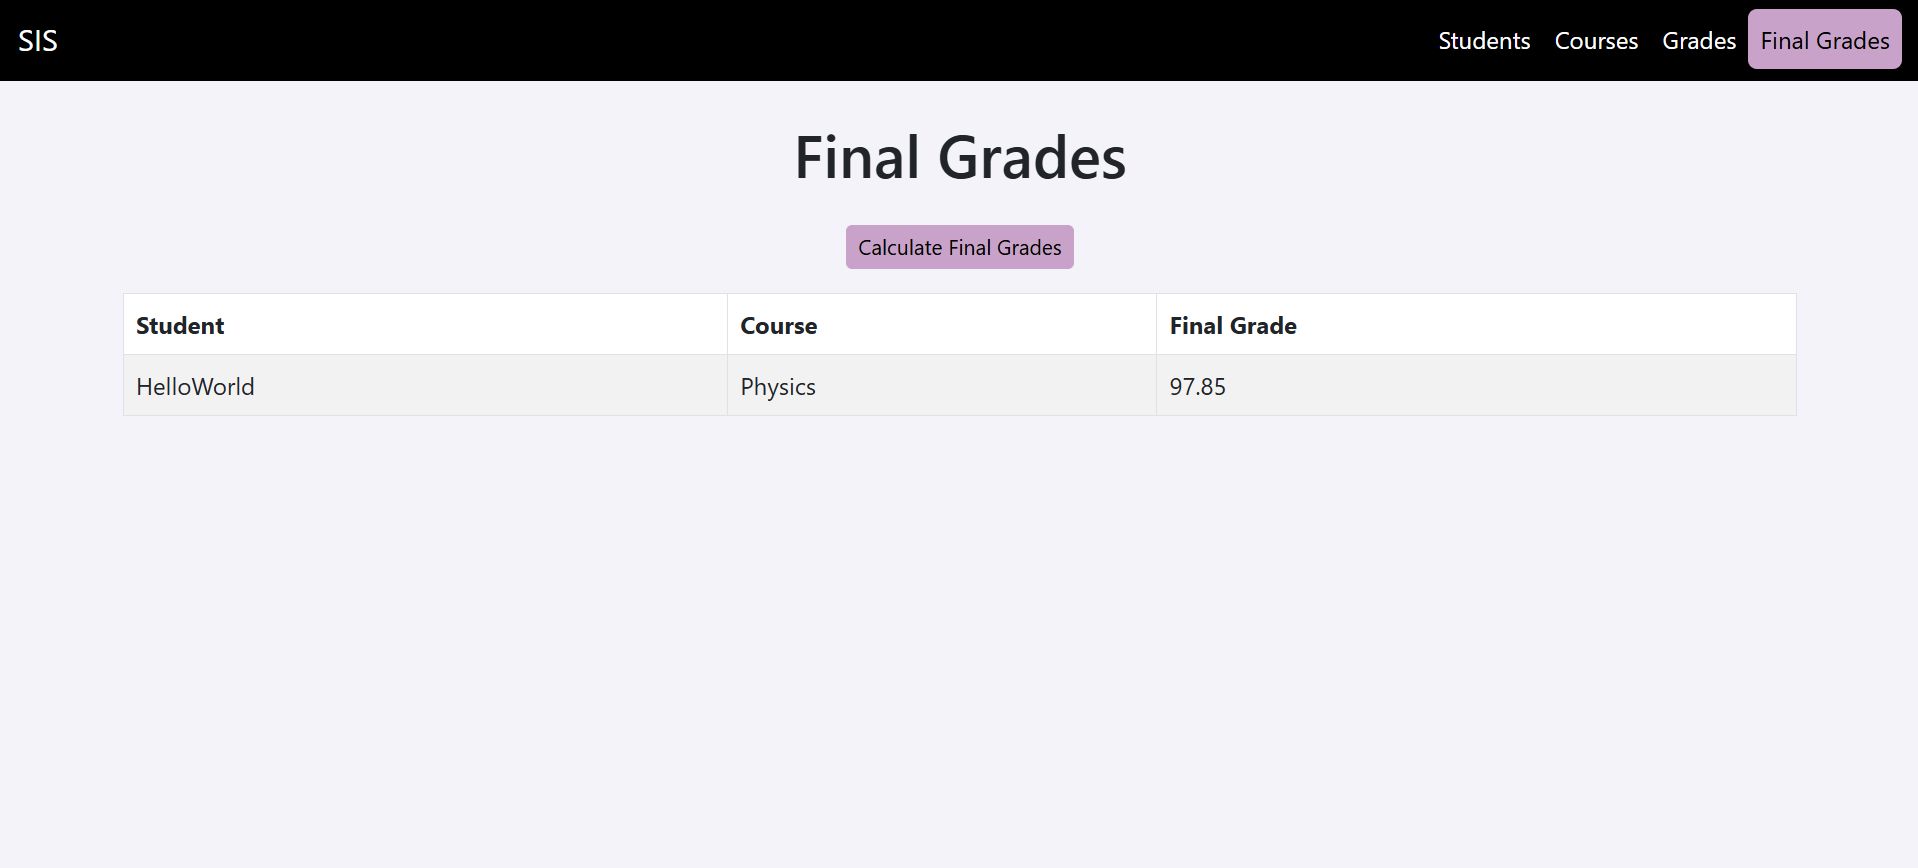 SIS Students Courses Grades Final Grades
Final Grades
Calculate Final Grades
Student Course Final Grade
HelloWorld Physics 97.85